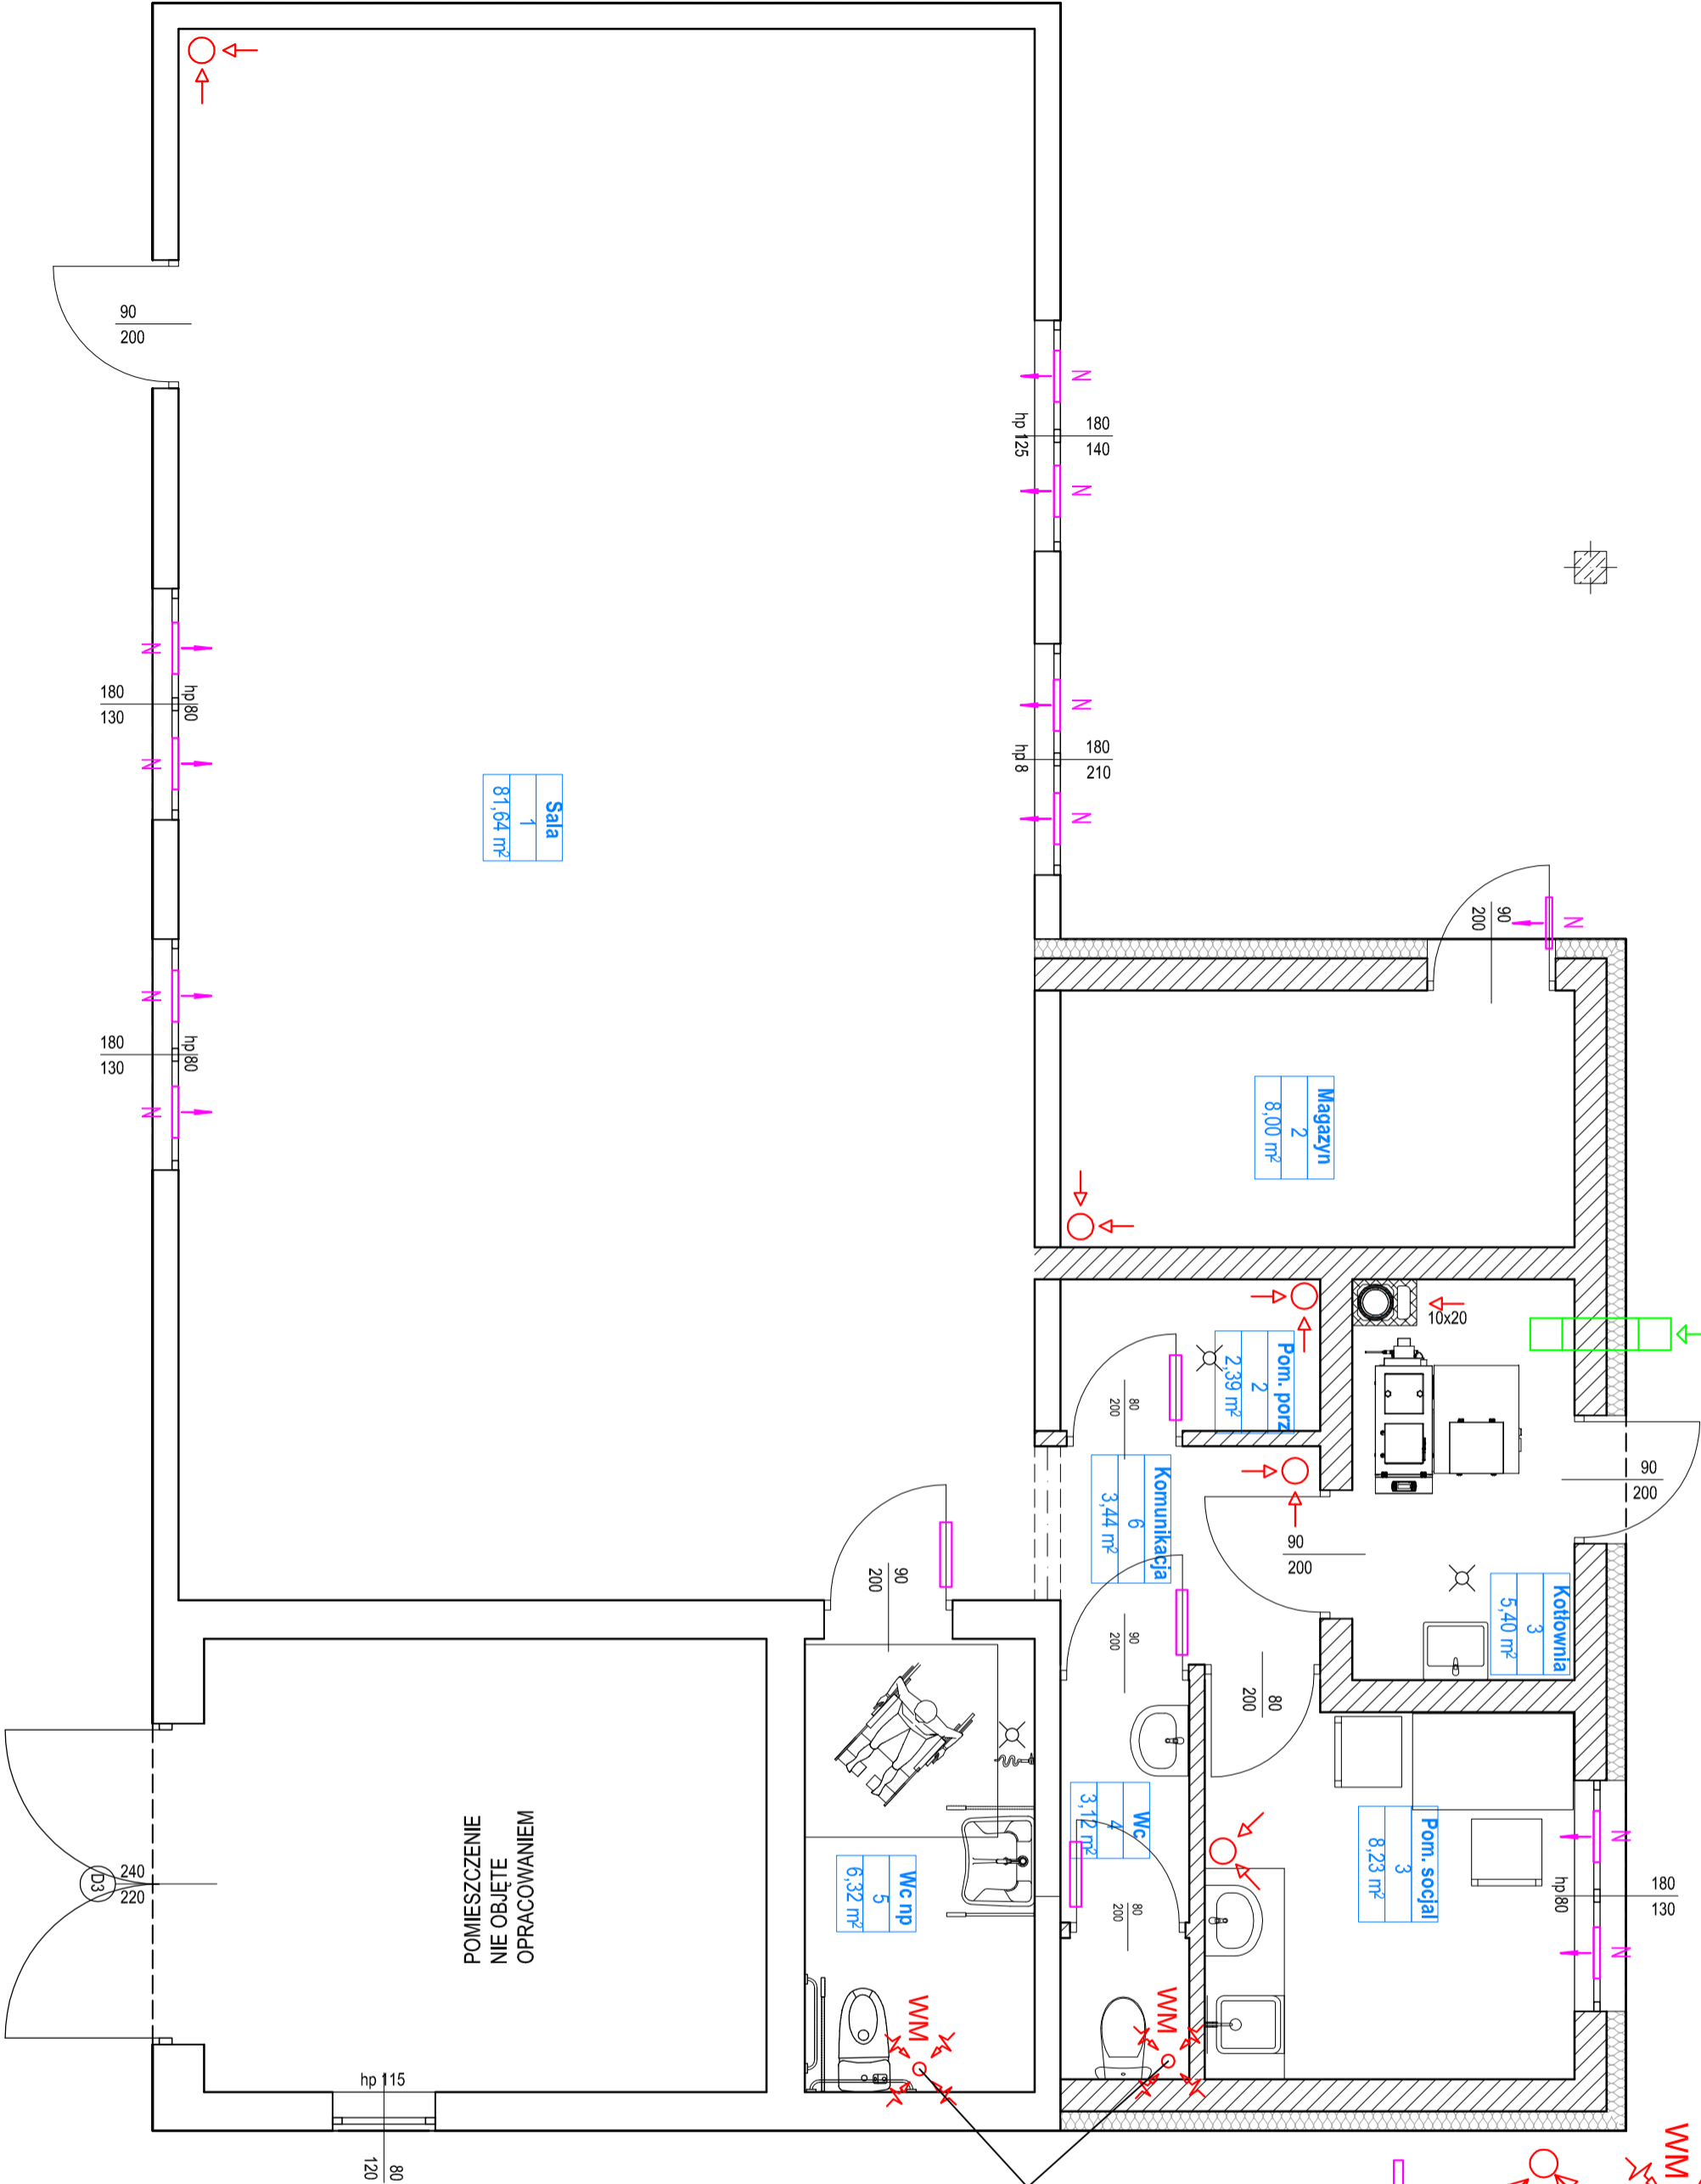 90
200
N
N
180
140
hp 125
N
N
180
210
hp 8
N
N
180
130
hp 80
N
N
180
130
hp 80
Sala
1
81,64 m²
N
90
200
Magazyn
2
8,00 m²
10x20
Pom. porz
2
2,39 m²
80
200
Komunikacja
6
3,44 m²
90
200
90
200
Kotłownia
3
5,40 m²
90
200
90
200
80
200
Wc
4
3,12 m²
80
200
Pom. socjal
3
8,23 m²
N
N
180
130
hp 80
Wc np
5
6,32 m²
WM
WM
WM
POMIESZCZENIE
NIE OBJĘTE
OPRACOWANIEM
D3
240
220
hp 115
80
120